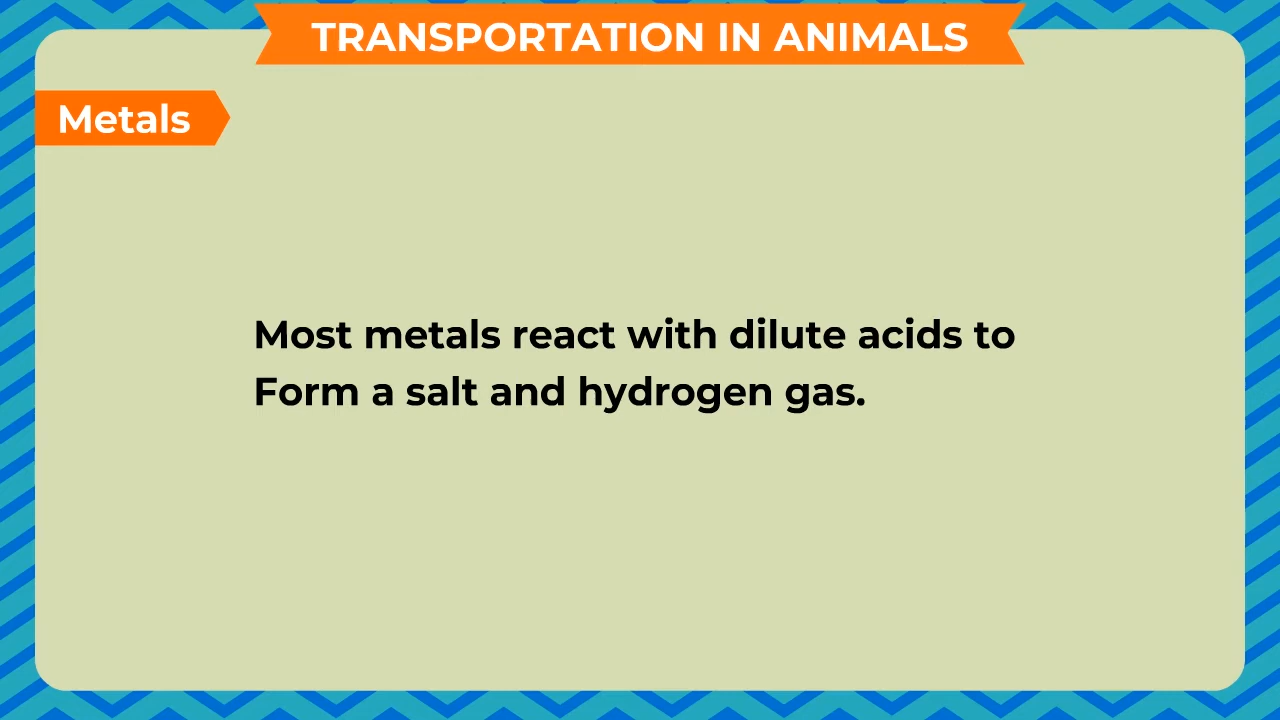 TRANSPORTATION IN ANIMALS
Metals
Most metals react with dilute acids to
Form a salt and hydrogen gas.